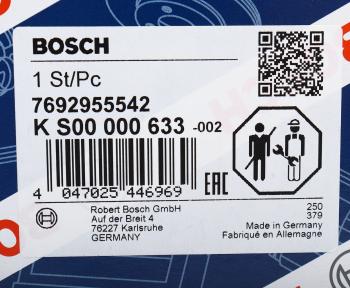 BOSCH
1 St/Pc
7692955542
K S00 000 633 -002
4 047025 446969
EAC
Robert Bosch GmbH
Auf der Breit 4
76227 Karlsruhe
GERMANY
250
379
Made in Germany
Fabriqué en Allemagne